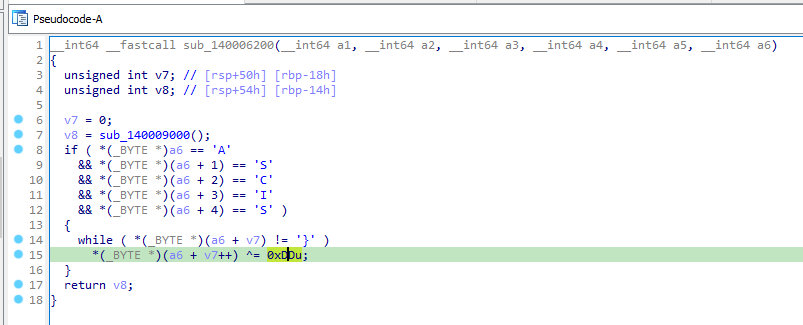 Pseudocode-A
1 __int64 __fastcall sub_140006200(__int64 a1, __int64 a2, __int64 a3, __int64 a4, __int64 a5, __int64 a6)
2 {
3 unsigned int v7; // [rsp+50h] [rbp-18h]
4 unsigned int v8; // [rsp+54h] [rbp-14h]
5
6 v7 = 0;
7 v8 = sub_140009000();
8 if ( *(_BYTE *)a6 == 'A'
9 && *(_BYTE *)(a6 + 1) == 'S'
10 && *(_BYTE *)(a6 + 2) == 'C'
11 && *(_BYTE *)(a6 + 3) == 'I'
12 && *(_BYTE *)(a6 + 4) == 'S' )
13 {
14 while ( *(_BYTE *)(a6 + v7) != '}' )
15 *(_BYTE *)(a6 + v7++) ^= 0xDDu;
16 }
17 return v8;
18 }